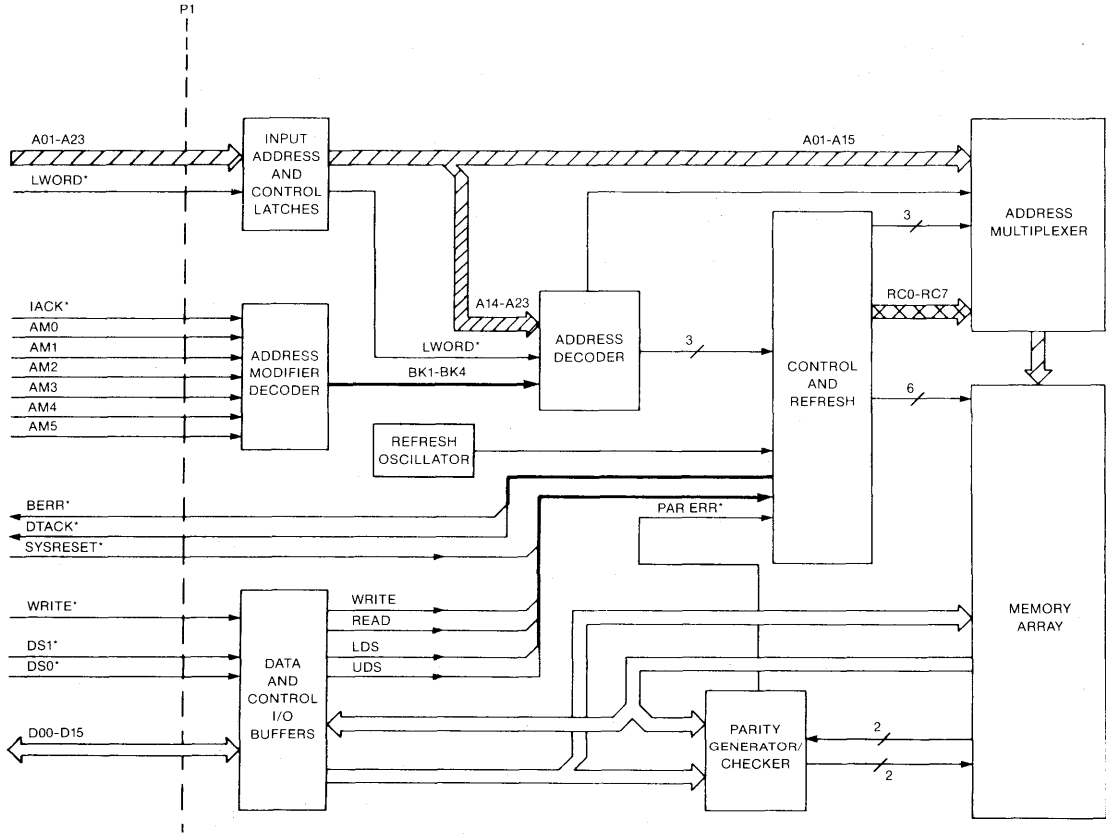 P1
A01-A23
LWORD*
INPUT
ADDRESS
AND
CONTROL
LATCHES
A01-A15
ADDRESS
MULTIPLEXER
3
RC0-RC7
IACK*
AM0
AM1
AM2
AM3
AM4
AM5
ADDRESS
MODIFIER
DECODER
A14-A23
LWORD*
BK1-BK4
ADDRESS
DECODER
3
CONTROL
AND
REFRESH
6
REFRESH
OSCILLATOR
BERR*
DTACK*
SYSRESET*
PAR ERR*
WRITE*
DS1*
DS0*
D00-D15
DATA
AND
CONTROL
I/O
BUFFERS
WRITE
READ
LDS
UDS
PARITY
GENERATOR/
CHECKER
2
2
MEMORY
ARRAY